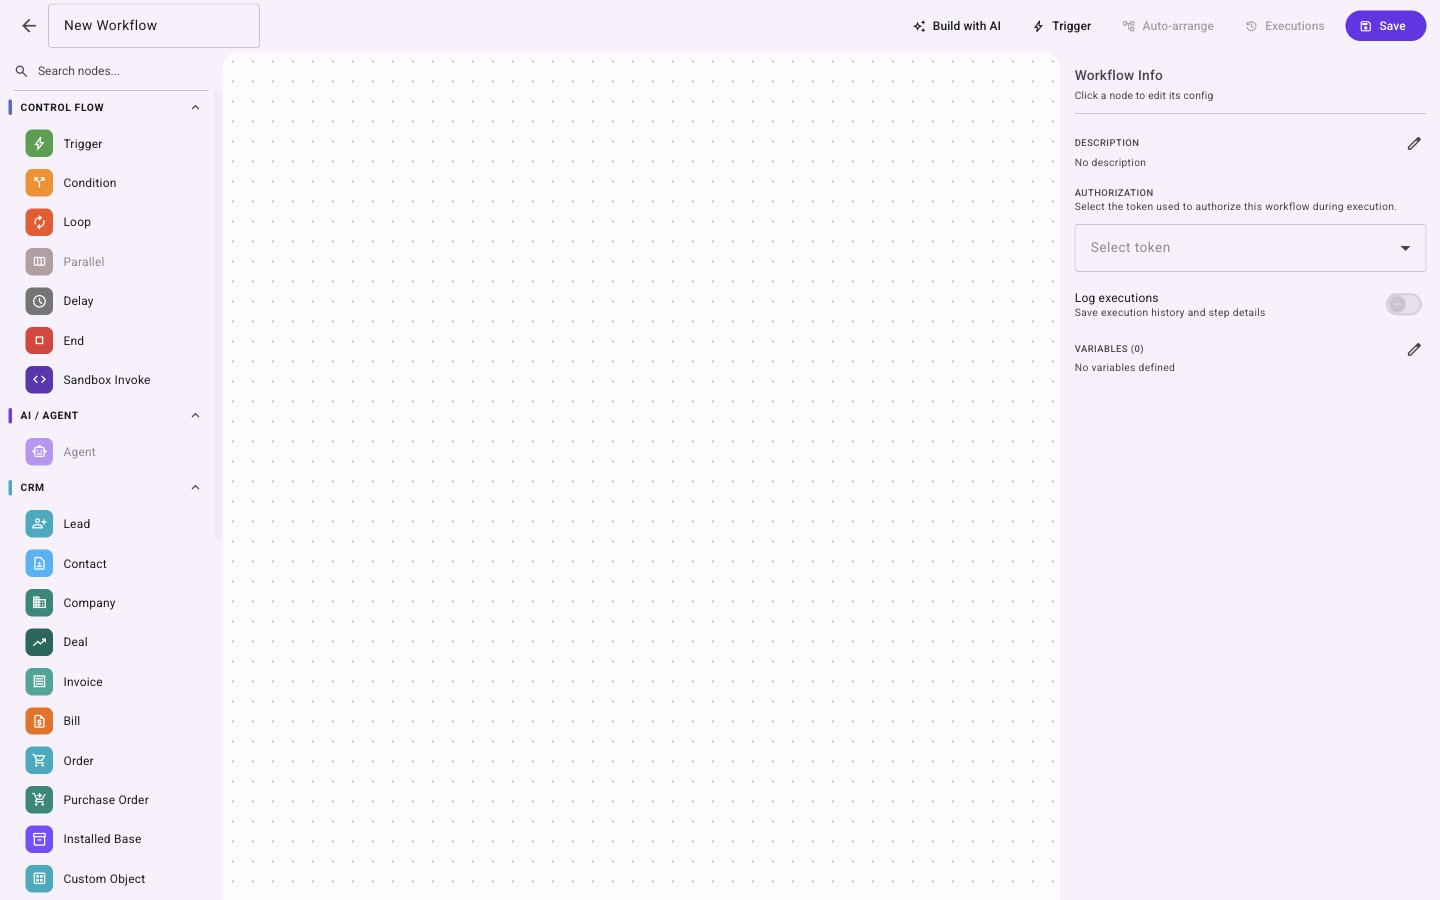 New Workflow
Build with AI
Trigger
Auto-arrange
Executions
Save
Search nodes...
CONTROL FLOW
Trigger
Condition
Loop
Parallel
Delay
End
Sandbox Invoke
AI / AGENT
Agent
CRM
Lead
Contact
Company
Deal
Invoice
Bill
Order
Purchase Order
Installed Base
Custom Object
Workflow Info
Click a node to edit its config
DESCRIPTION
No description
AUTHORIZATION
Select the token used to authorize this workflow during execution.
Select token
Log executions
Save execution history and step details
VARIABLES (0)
No variables defined